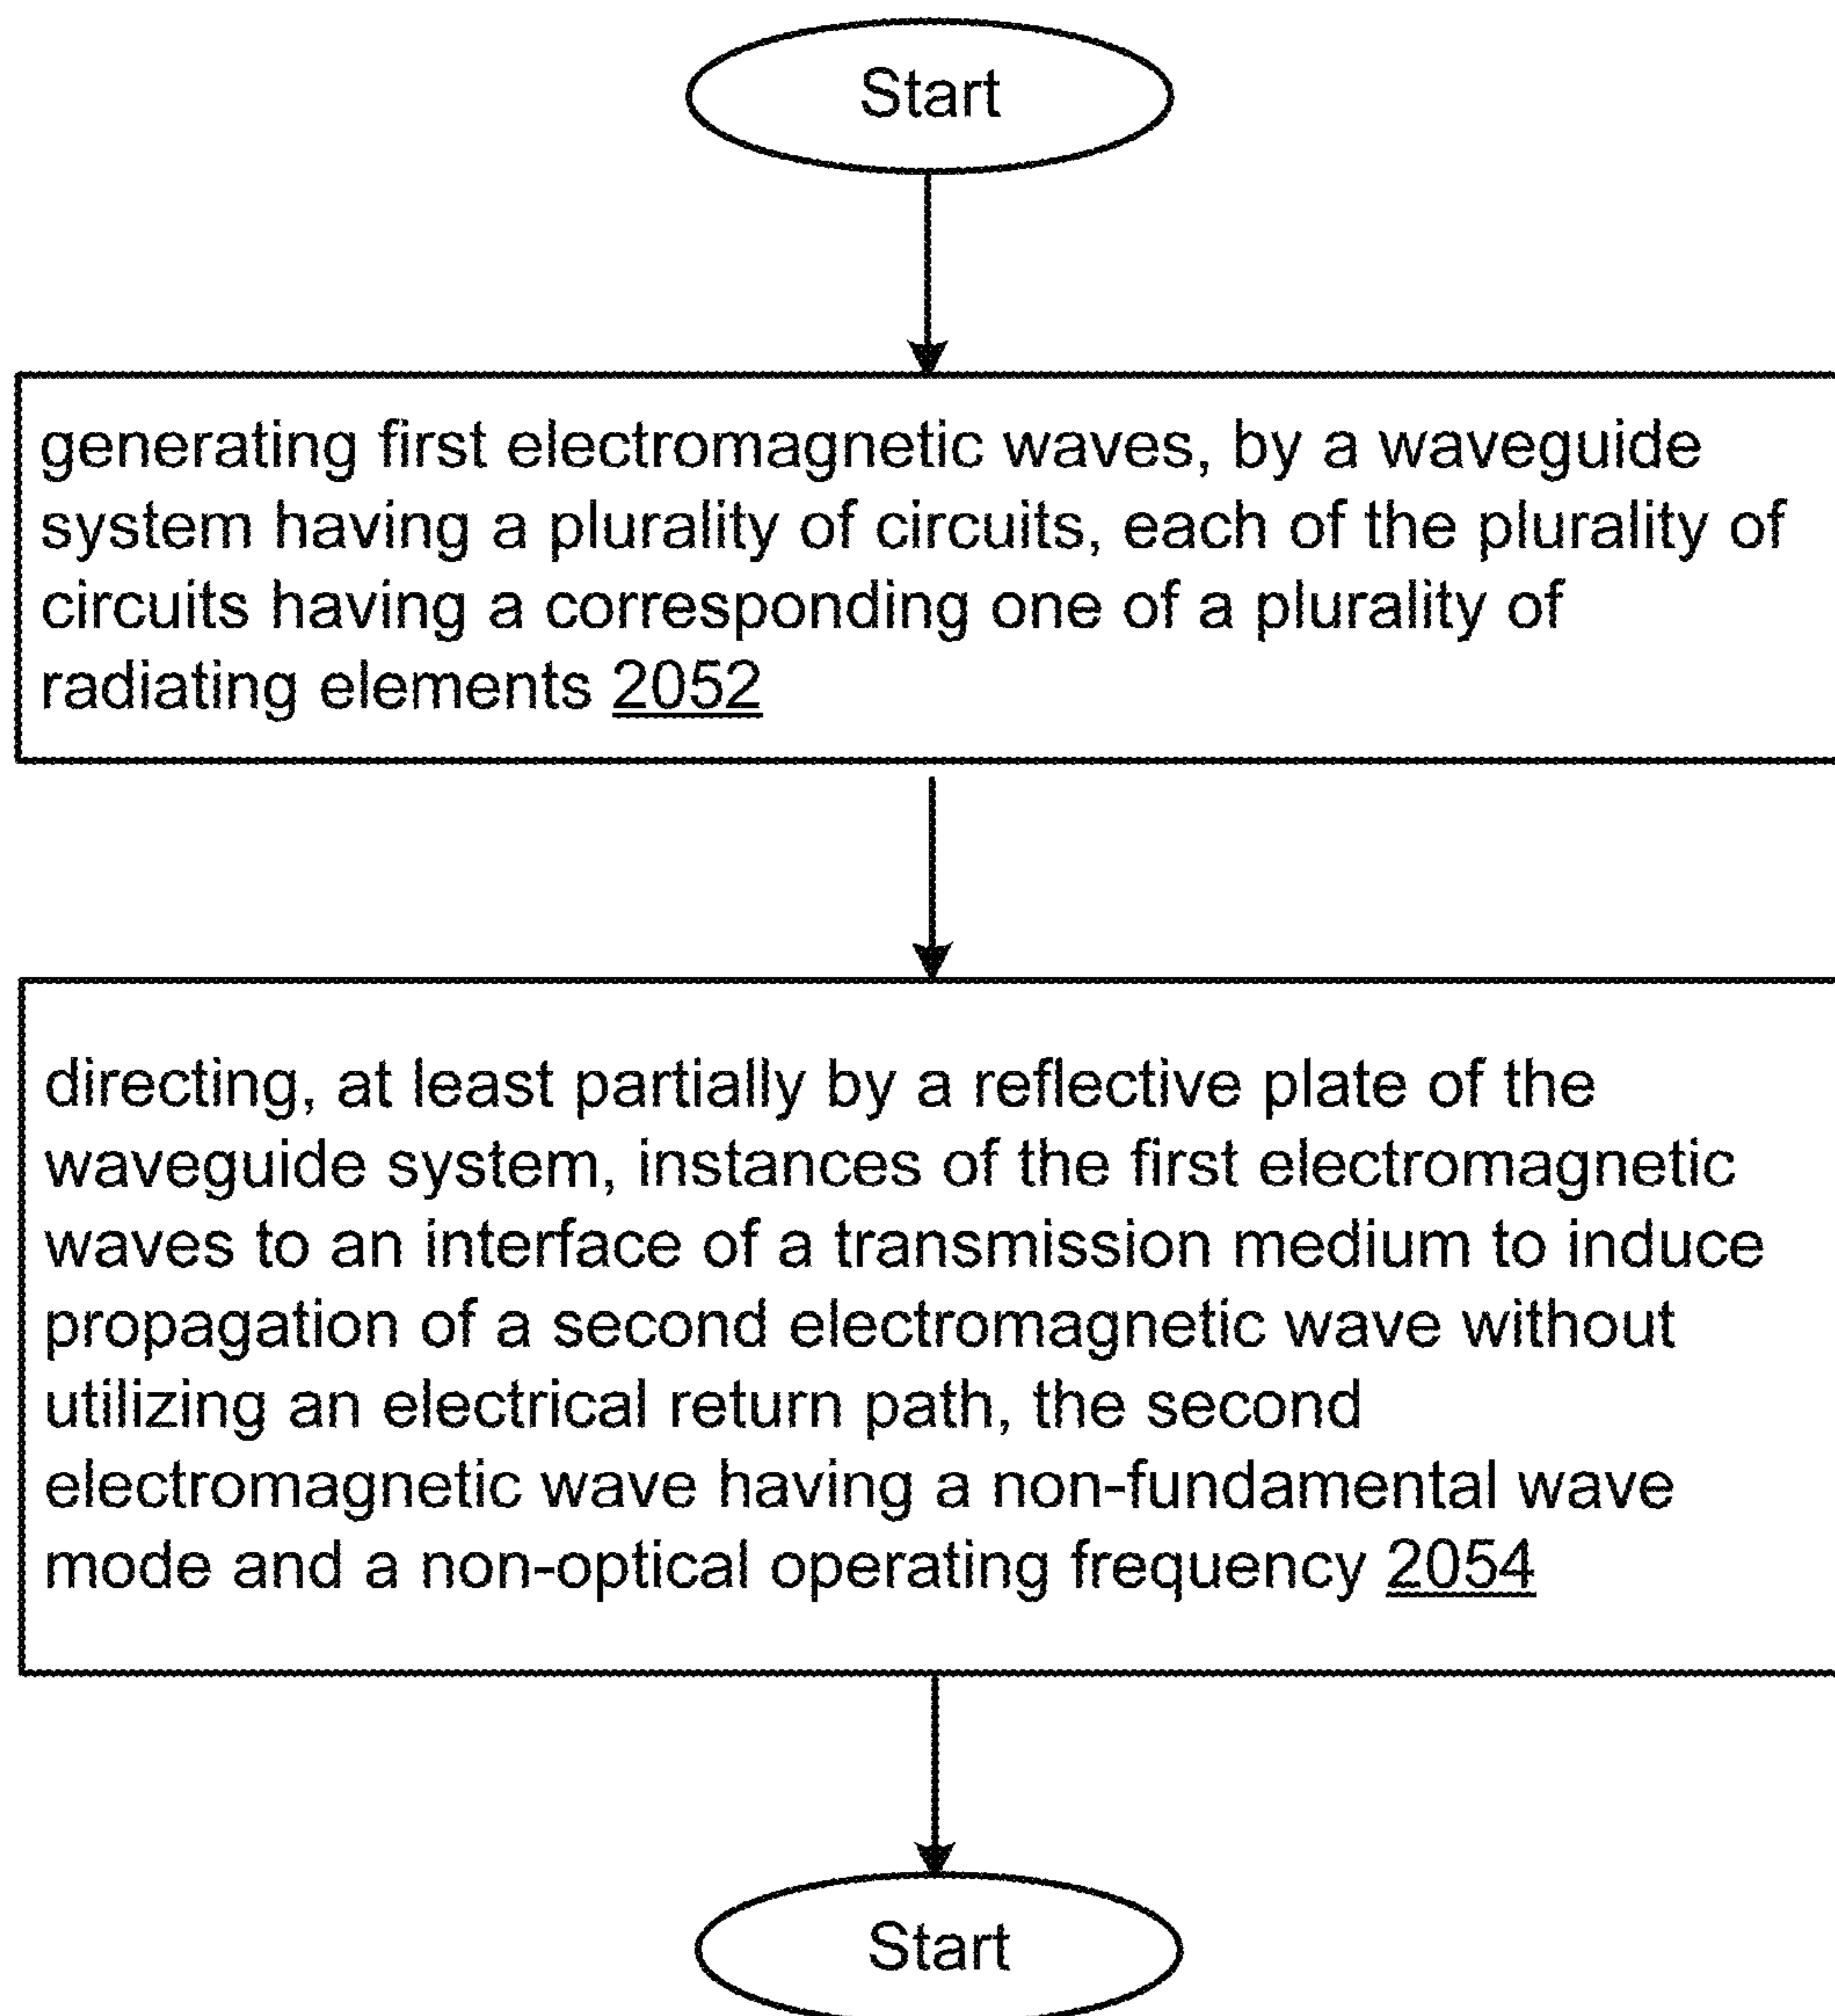 Start
generating first electromagnetic waves, by a waveguide
system having a plurality of circuits, each of the plurality of
circuits having a corresponding one of a plurality of
radiating elements 2052
directing, at least partially by a reflective plate of the
waveguide system, instances of the first electromagnetic
waves to an interface of a transmission medium to induce
propagation of a second electromagnetic wave without
utilizing an electrical return path, the second
electromagnetic wave having a non-fundamental wave
mode and a non-optical operating frequency 2054
Start